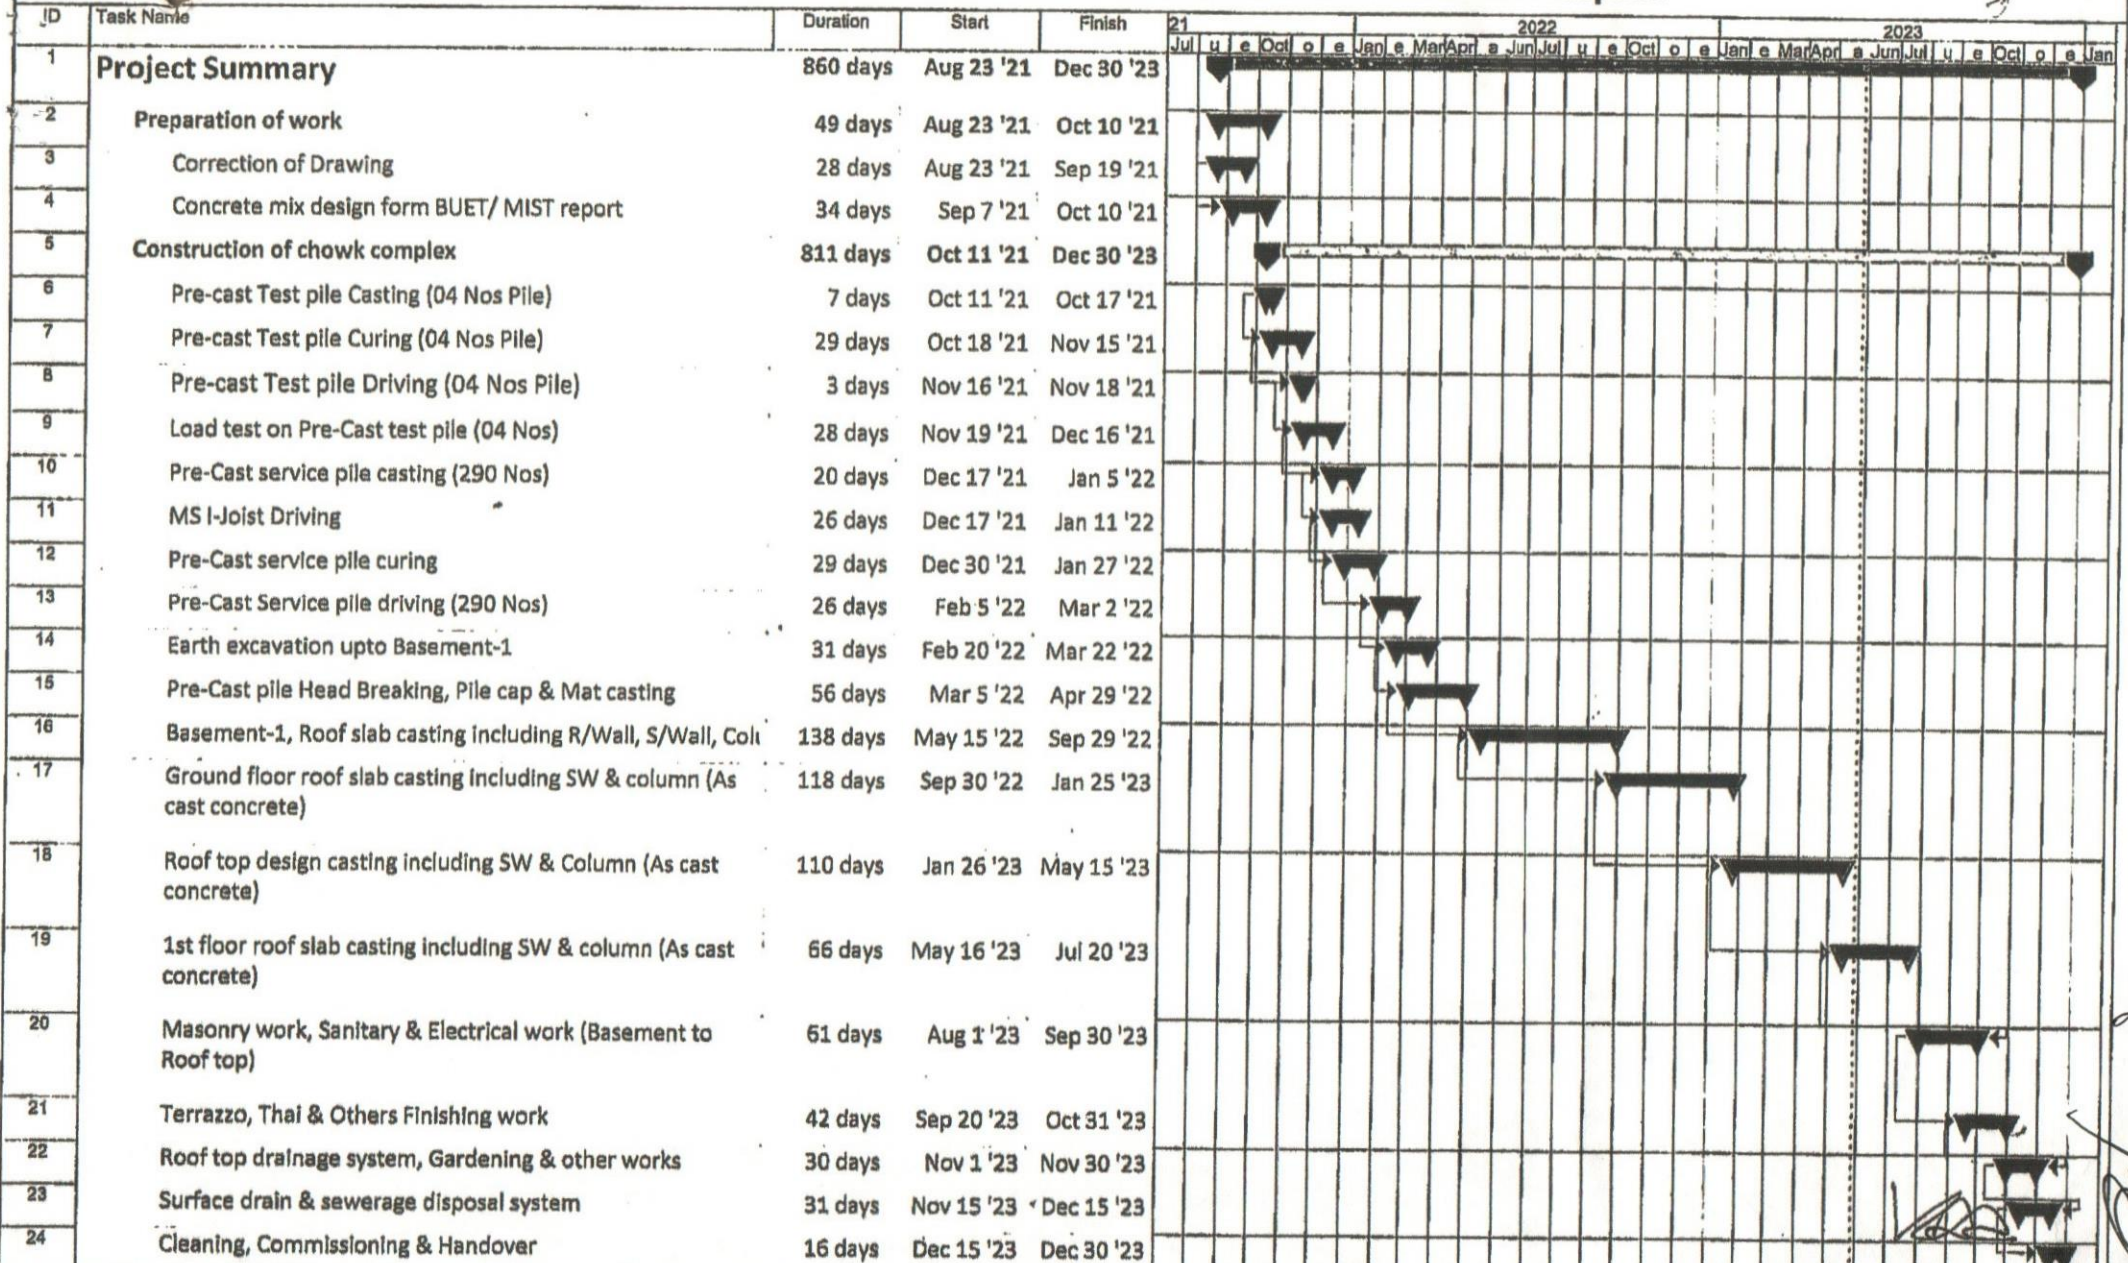 ID Task Name Duration Start Finish 21 2022 2023
Jul u e Oct o e Jan e Mar Apr a Jun Jul u e Oct o e Jan e Mar Apr a Jun Jul u e Oct o e Jan
1 Project Summary 860 days Aug 23 '21 Dec 30 '23
2 Preparation of work 49 days Aug 23 '21 Oct 10 '21
3 Correction of Drawing 28 days Aug 23 '21 Sep 19 '21
4 Concrete mix design form BUET/ MIST report 34 days Sep 7 '21 Oct 10 '21
5 Construction of chowk complex 811 days Oct 11 '21 Dec 30 '23
6 Pre-cast Test pile Casting (04 Nos Pile) 7 days Oct 11 '21 Oct 17 '21
7 Pre-cast Test pile Curing (04 Nos Pile) 29 days Oct 18 '21 Nov 15 '21
8 Pre-cast Test pile Driving (04 Nos Pile) 3 days Nov 16 '21 Nov 18 '21
9 Load test on Pre-Cast test pile (04 Nos) 28 days Nov 19 '21 Dec 16 '21
10 Pre-Cast service pile casting (290 Nos) 20 days Dec 17 '21 Jan 5 '22
11 MS I-Joist Driving 26 days Dec 17 '21 Jan 11 '22
12 Pre-Cast service pile curing 29 days Dec 30 '21 Jan 27 '22
13 Pre-Cast Service pile driving (290 Nos) 26 days Feb 5 '22 Mar 2 '22
14 Earth excavation upto Basement-1 31 days Feb 20 '22 Mar 22 '22
15 Pre-Cast pile Head Breaking, Pile cap & Mat casting 56 days Mar 5 '22 Apr 29 '22
16 Basement-1, Roof slab casting including R/Wall, S/Wall, Colu 138 days May 15 '22 Sep 29 '22
17 Ground floor roof slab casting including SW & column (As 118 days Sep 30 '22 Jan 25 '23
cast concrete)
18 Roof top design casting including SW & Column (As cast 110 days Jan 26 '23 May 15 '23
concrete)
19 1st floor roof slab casting including SW & column (As cast 66 days May 16 '23 Jul 20 '23
concrete)
20 Masonry work, Sanitary & Electrical work (Basement to 61 days Aug 1 '23 Sep 30 '23
Roof top)
21 Terrazzo, Thai & Others Finishing work 42 days Sep 20 '23 Oct 31 '23
22 Roof top drainage system, Gardening & other works 30 days Nov 1 '23 Nov 30 '23
23 Surface drain & sewerage disposal system 31 days Nov 15 '23 Dec 15 '23
24 Cleaning, Commissioning & Handover 16 days Dec 15 '23 Dec 30 '23